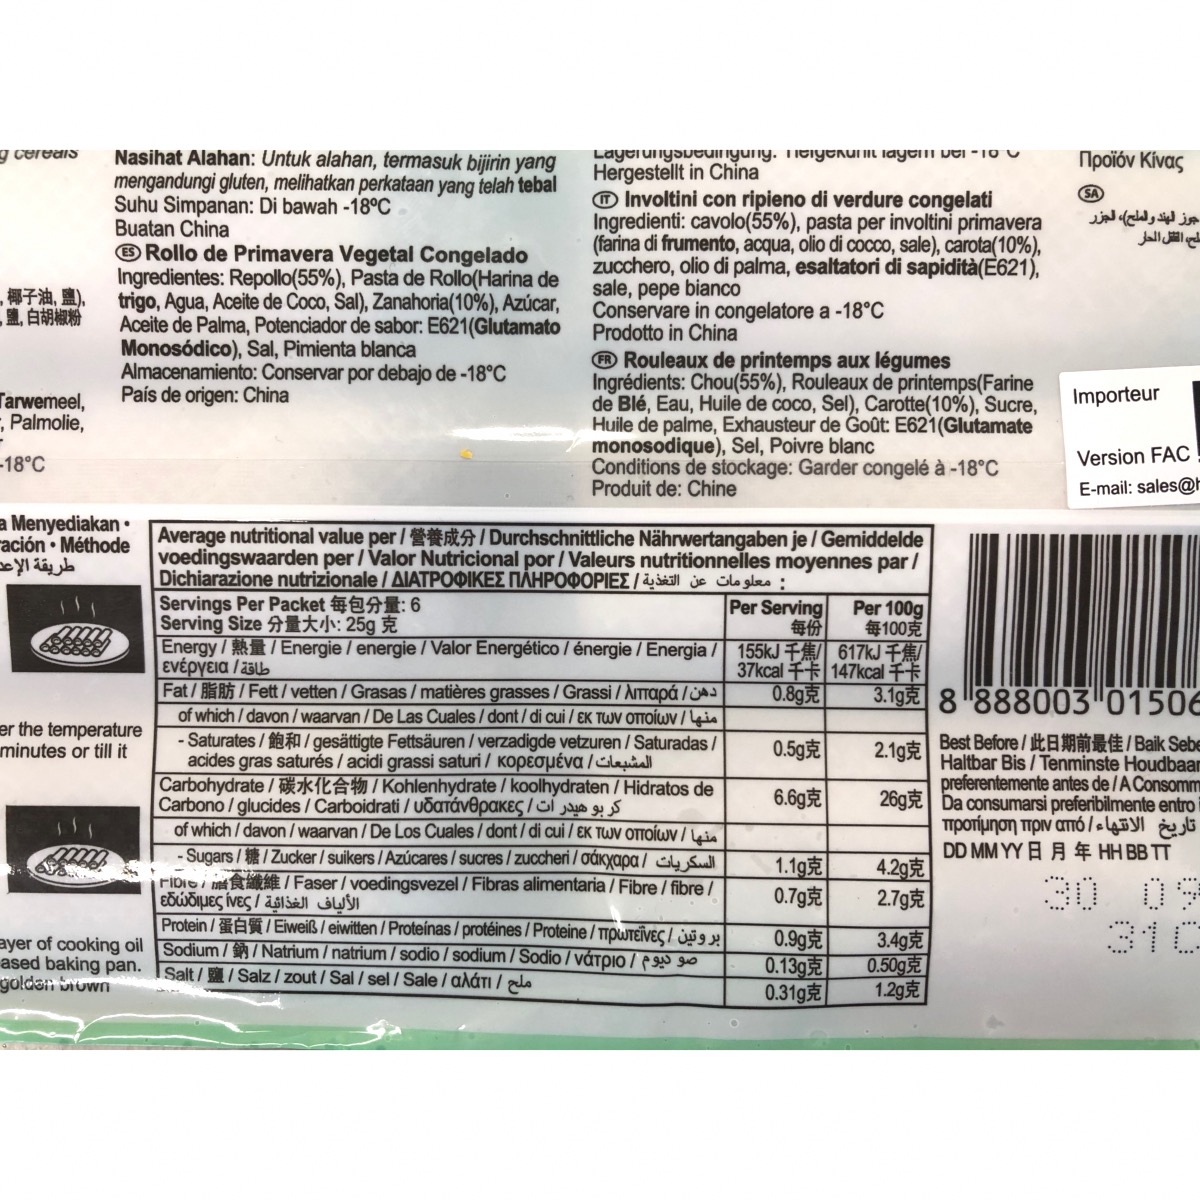 g cereals
Nasihat Alahan: Untuk alahan, termasuk bijirin yang
mengandungi gluten, melihatkan perkataan yang telah tebal
Suhu Simpanan: Di bawah -18ºC
Buatan China
ES Rollo de Primavera Vegetal Congelado
Ingredientes: Repollo(55%), Pasta de Rollo(Harina de
trigo, Agua, Aceite de Coco, Sal), Zanahoria(10%), Azúcar,
Aceite de Palma, Potenciador de sabor: E621(Glutamato
Monosódico), Sal, Pimienta blanca
Almacenamiento: Conservar por debajo de -18°C
País de origen: China
, 椰子油, 鹽),
, 鹽, 白胡椒粉
Tarwemeel,
, Palmolie,
-18°C
Hergestellt in China
IT Involtini con ripieno di verdure congelati
Ingredienti: cavolo(55%), pasta per involtini primavera
(farina di frumento, acqua, olio di cocco, sale), carota(10%),
zucchero, olio di palma, esaltatori di sapidità(E621),
sale, pepe bianco
Conservare in congelatore a -18°C
Prodotto in China
FR Rouleaux de printemps aux légumes
Ingrédients: Chou(55%), Rouleaux de printemps(Farine
de Blé, Eau, Huile de coco, Sel), Carotte(10%), Sucre,
Huile de palme, Exhausteur de Goût: E621(Glutamate
monosodique), Sel, Poivre blanc
Conditions de stockage: Garder congelé à -18°C
Produit de: Chine
Προϊόν Κίνας
SA
جوز الهند والملح)، الجزر
Importeur
Version FAC
E-mail: sales@h
a Menyediakan •
ración • Méthode
er the temperature
minutes or till it
ayer of cooking oil
ased baking pan.
golden brown
Average nutritional value per / 營養成分 / Durchschnittliche Nährwertangaben je / Gemiddelde
voedingswaarden per / Valor Nutricional por / Valeurs nutritionnelles moyennes par /
Dichiarazione nutrizionale / ΔΙΑΤΡΟΦΙΚΕΣ ΠΛΗΡΟΦΟΡΙΕΣ / معلومات عن التغذية :
Servings Per Packet 每包分量: 6
Serving Size 分量大小: 25g 克
Per Serving 每份
Per 100g 每100克
Energy / 熱量 / Energie / energie / Valor Energético / énergie / Energia /
ενέργεια / طاقة
155kJ 千焦/ 617kJ 千焦/
37kcal 千卡 147kcal 千卡
Fat / 脂肪 / Fett / vetten / Grasas / matières grasses / Grassi / λιπαρά / دهن 0.8g克 3.1g克
of which / davon / waarvan / De Las Cuales / dont / di cui / εκ των οποίων / منها
- Saturates / 飽和 / gesättigte Fettsäuren / verzadigde vetzuren / Saturadas /
acides gras saturés / acidi grassi saturi / κορεσμένα / المشبعات 0.5g克 2.1g克
Carbohydrate / 碳水化合物 / Kohlenhydrate / koolhydraten / Hidratos de
Carbono / glucides / Carboidrati / υδατάνθρακες / كربوهيدرات 6.6g克 26g克
of which / davon / waarvan / De Los Cuales / dont / di cui / εκ των οποίων / منها
- Sugars / 糖 / Zucker / suikers / Azúcares / sucres / zuccheri / σάκχαρα / السكريات 1.1g克 4.2g克
Fibre / 膳食纖維 / Faser / voedingsvezel / Fibras alimentaria / Fibre / fibre /
εδώδιμες ίνες / الألياف الغذائية 0.7g克 2.7g克
Protein / 蛋白質 / Eiweiß / eiwitten / Proteínas / protéines / Proteine / πρωτεΐνες / بروتين 0.9g克 3.4g克
Sodium / 鈉 / Natrium / natrium / sodio / sodium / Sodio / νάτριο / صوديوم 0.13g克 0.50g克
Salt / 鹽 / Salz / zout / Sal / sel / Sale / αλάτι / ملح 0.31g克 1.2g克
8 888003 01506
Best Before / 此日期前最佳 / Baik Sebe
Haltbar Bis / Tenminste Houdbaar
preferentemente antes de / A Consomm
Da consumarsi preferibilmente entro
προτίμηση πριν από / تاريخ الانتهاء
DD MM YY 日 月 年 HH BB TT
30 09
31C